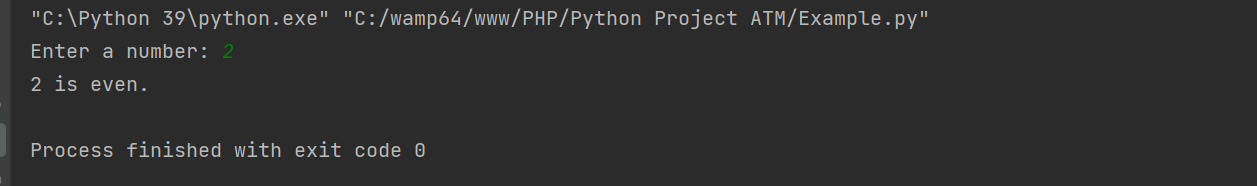 "C:\Python 39\python.exe" "C:/wamp64/www/PHP/Python Project ATM/Example.py"
Enter a number: 2
2 is even.
Process finished with exit code 0